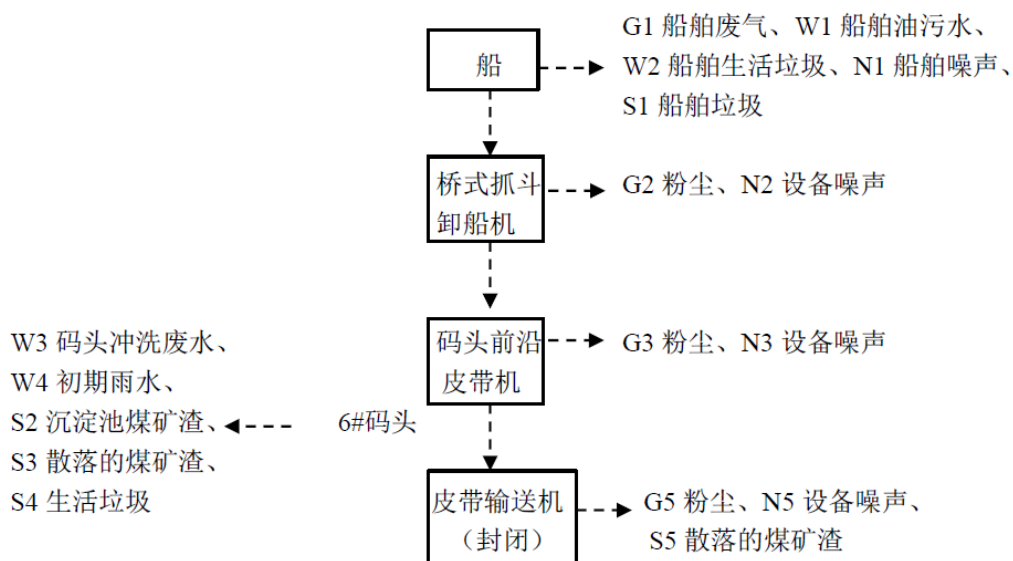 G1 船舶废气、W1 船舶油污水、
船
W2 船舶生活垃圾、N1 船舶噪声、
S1 船舶垃圾
桥式抓斗
卸船机
G2 粉尘、N2 设备噪声
码头前沿
皮带机
G3 粉尘、N3 设备噪声
W3 码头冲洗废水、
W4 初期雨水、
S2 沉淀池煤矿渣、
S3 散落的煤矿渣、
S4 生活垃圾
6#码头
皮带输送机
（封闭）
G5 粉尘、N5 设备噪声、
S5 散落的煤矿渣